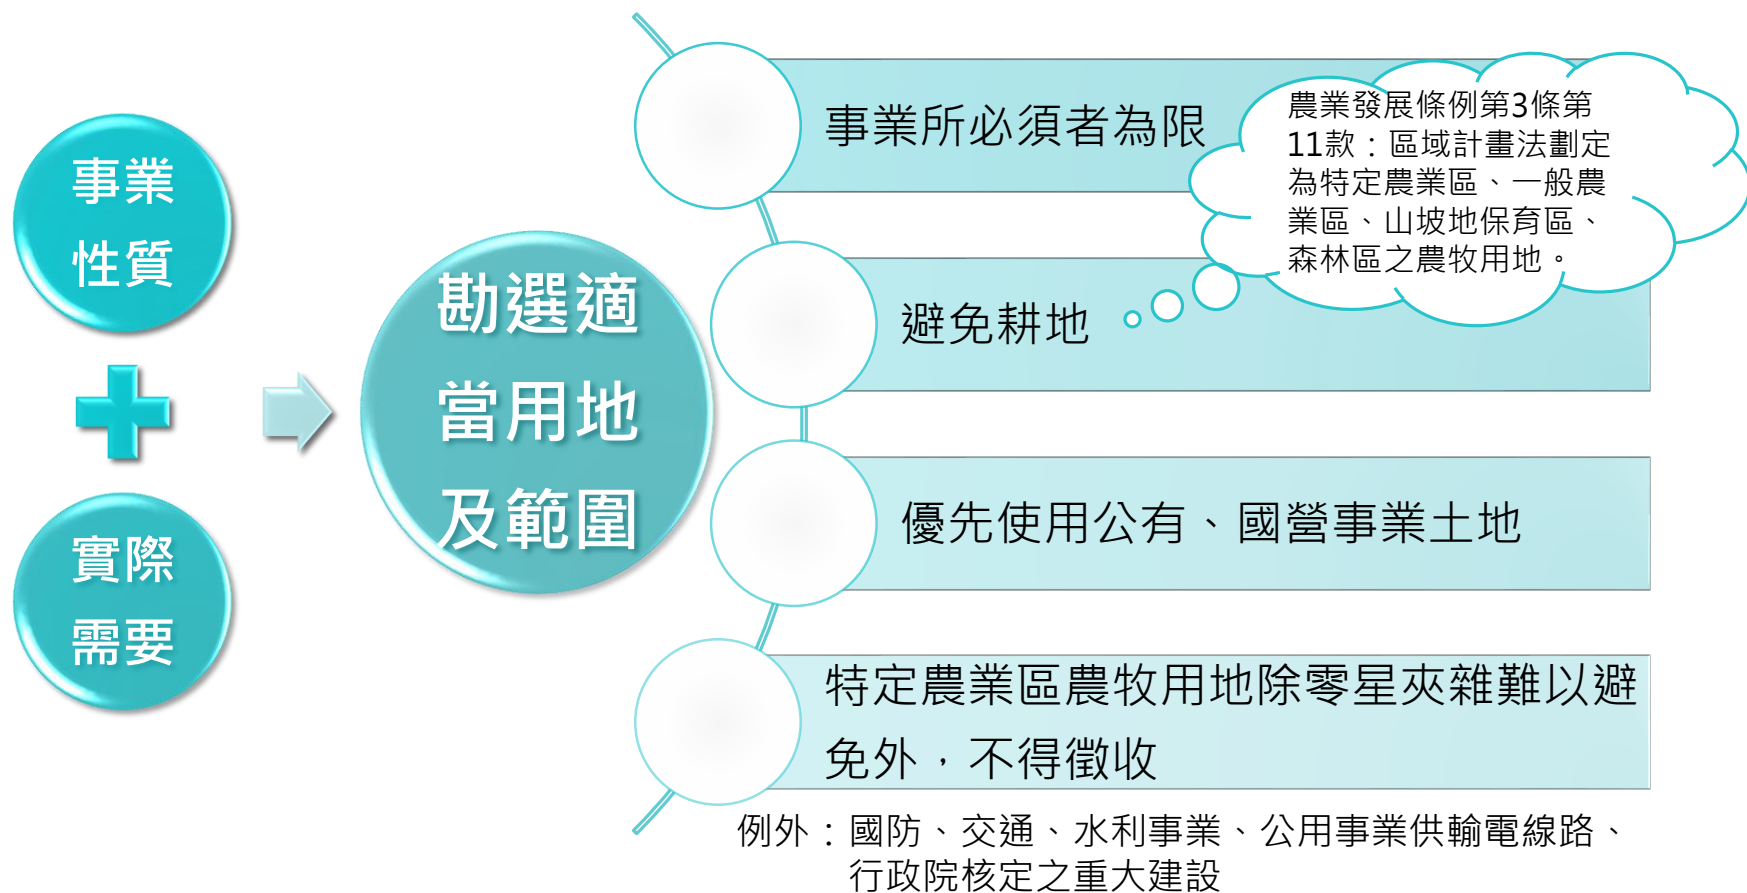 事業
性質
實際
需要
勘選適
當用地
及範圍
事業所必須者為限
農業發展條例第3條第
11款：區域計畫法劃定
為特定農業區、一般農
業區、山坡地保育區、
森林區之農牧用地。
避免耕地
優先使用公有、國營事業土地
特定農業區農牧用地除零星夾雜難以避
免外，不得徵收
例外：國防、交通、水利事業、公用事業供輸電線路、
行政院核定之重大建設